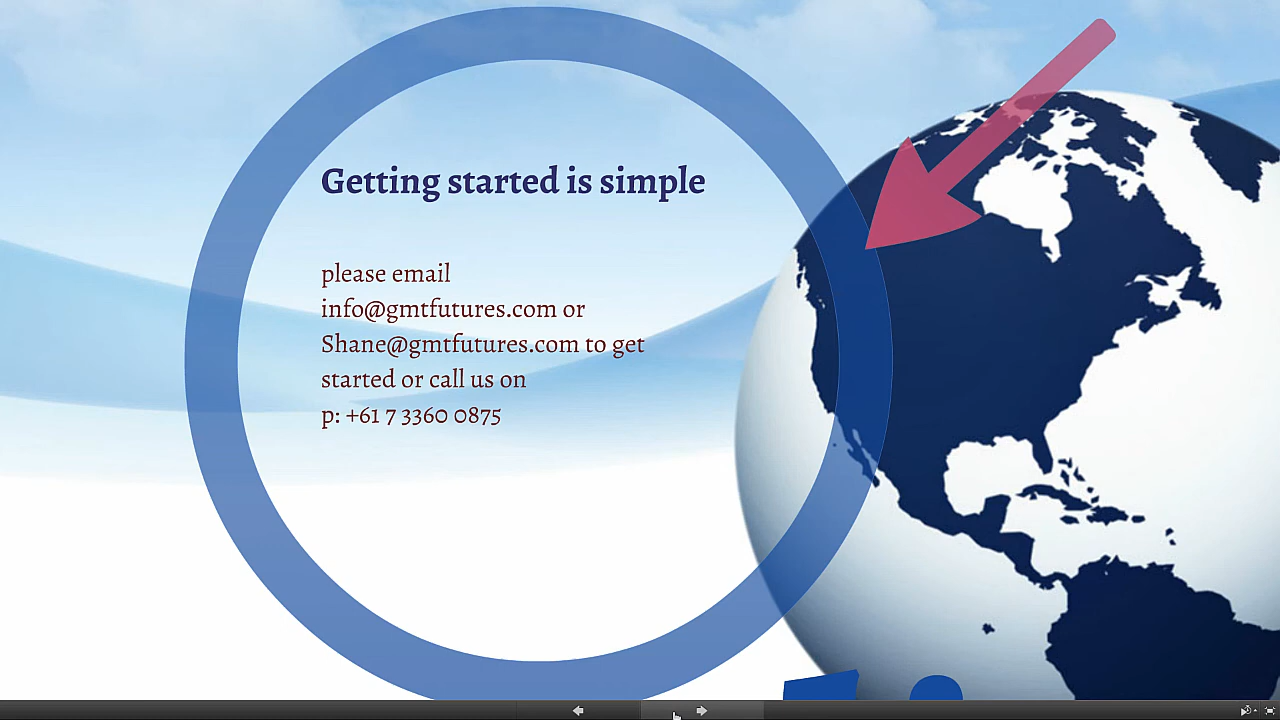 Getting started is simple
please email
info@gmtfutures.com or
Shane@gmtfutures.com to get
started or call us on
p: +61 7 3360 0875